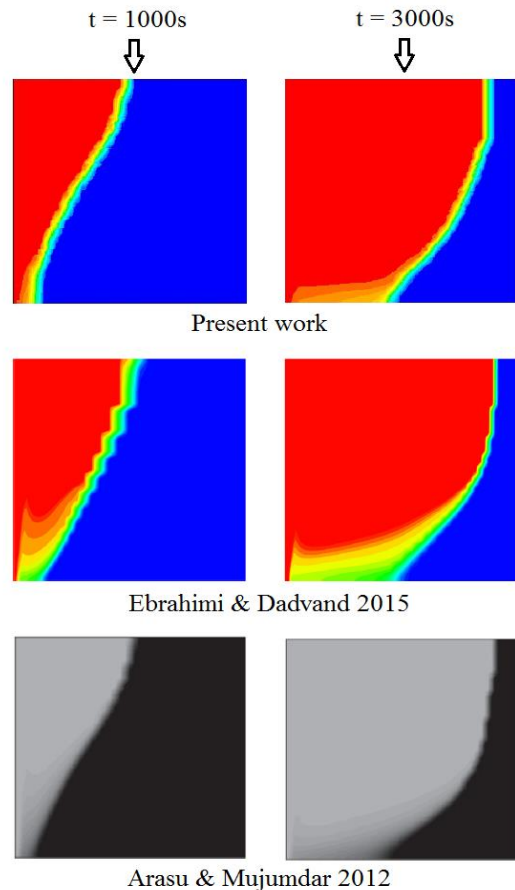 t = 1000s
t = 3000s
Present work
Ebrahimi & Dadvand 2015
Arasu & Mujumdar 2012